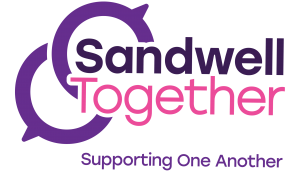 Sandwell
Together
Supporting One Another